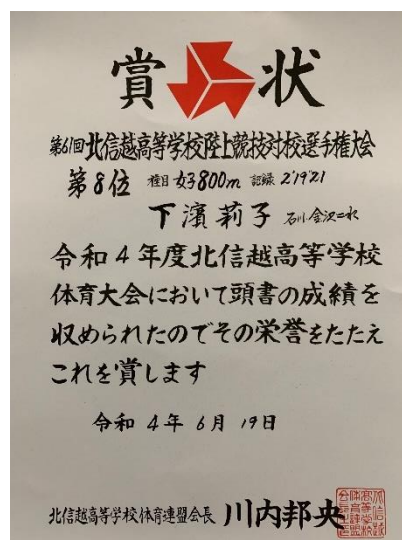 賞状
第61回北信越高等学校陸上競技対校選手権大会
第8位 種目 女子800m 記録 2'19"21
下濱莉子 石川・金沢二水
令和4年度北信越高等学校
体育大会において頭書の成績を
収められたのでその栄誉をたたえ
これを賞します
令和 4年 6月 19日
北信越高等学校体育連盟会長 川内邦央